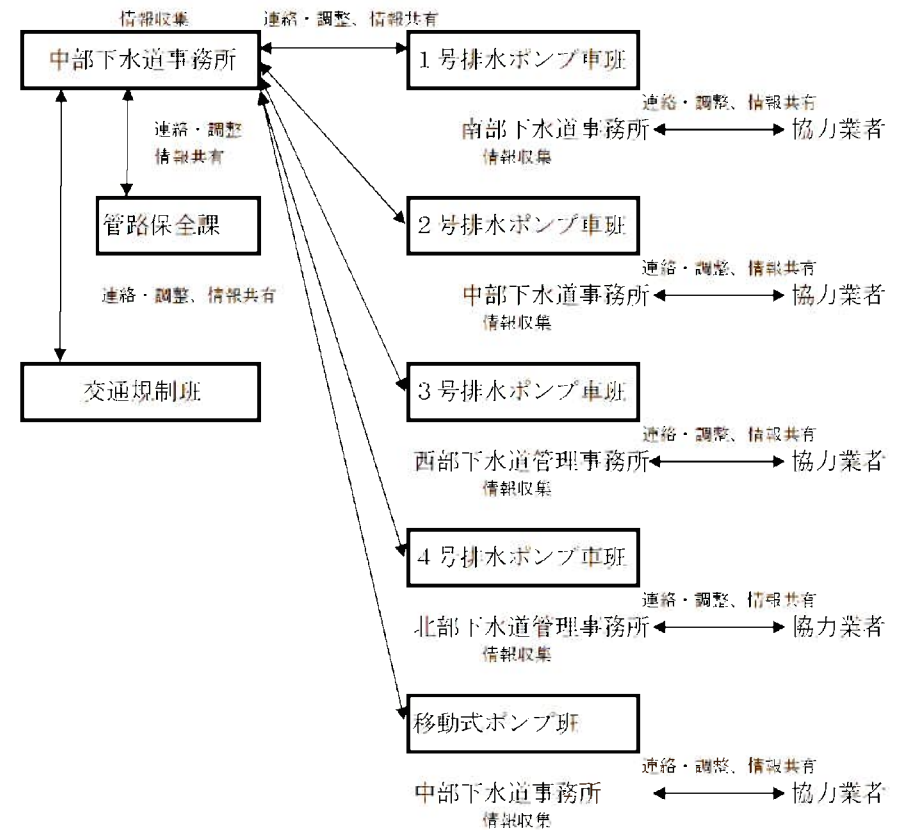 情報収集
連絡・調整、情報共有
中部下水道事務所
1号排水ポンプ車班
連絡・調整、情報共有
南部下水道事務所
協力業者
情報収集
連絡・調整
情報共有
管路保全課
2号排水ポンプ車班
連絡・調整、情報共有
中部下水道事務所
協力業者
情報収集
連絡・調整、情報共有
交通規制班
3号排水ポンプ車班
連絡・調整、情報共有
西部下水道管理事務所
協力業者
情報収集
4号排水ポンプ車班
連絡・調整、情報共有
北部下水道管理事務所
協力業者
情報収集
移動式ポンプ班
連絡・調整、情報共有
中部下水道事務所
協力業者
情報収集